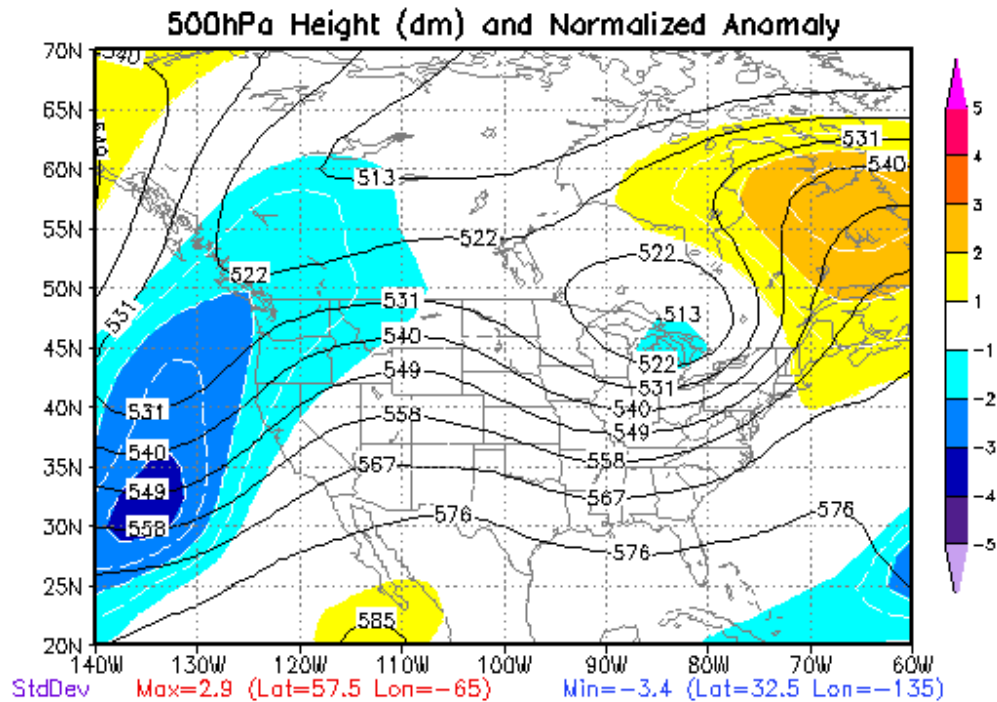 500hPa Height (dm) and Normalized Anomaly
70N
65N
60N
55N
50N
45N
40N
35N
30N
25N
20N
540
540
531
513
522
522
531
540
549
558
567
576
531
540
549
558
585
522
513
522
531
540
549
558
567
576
576
531
540
5
4
3
2
1
-1
-2
-3
-4
-5
140W 130W 120W 110W 100W 90W 80W 70W 60W
StdDev Max=2.9 (Lat=57.5 Lon=-65) Min=-3.4 (Lat=32.5 Lon=-135)